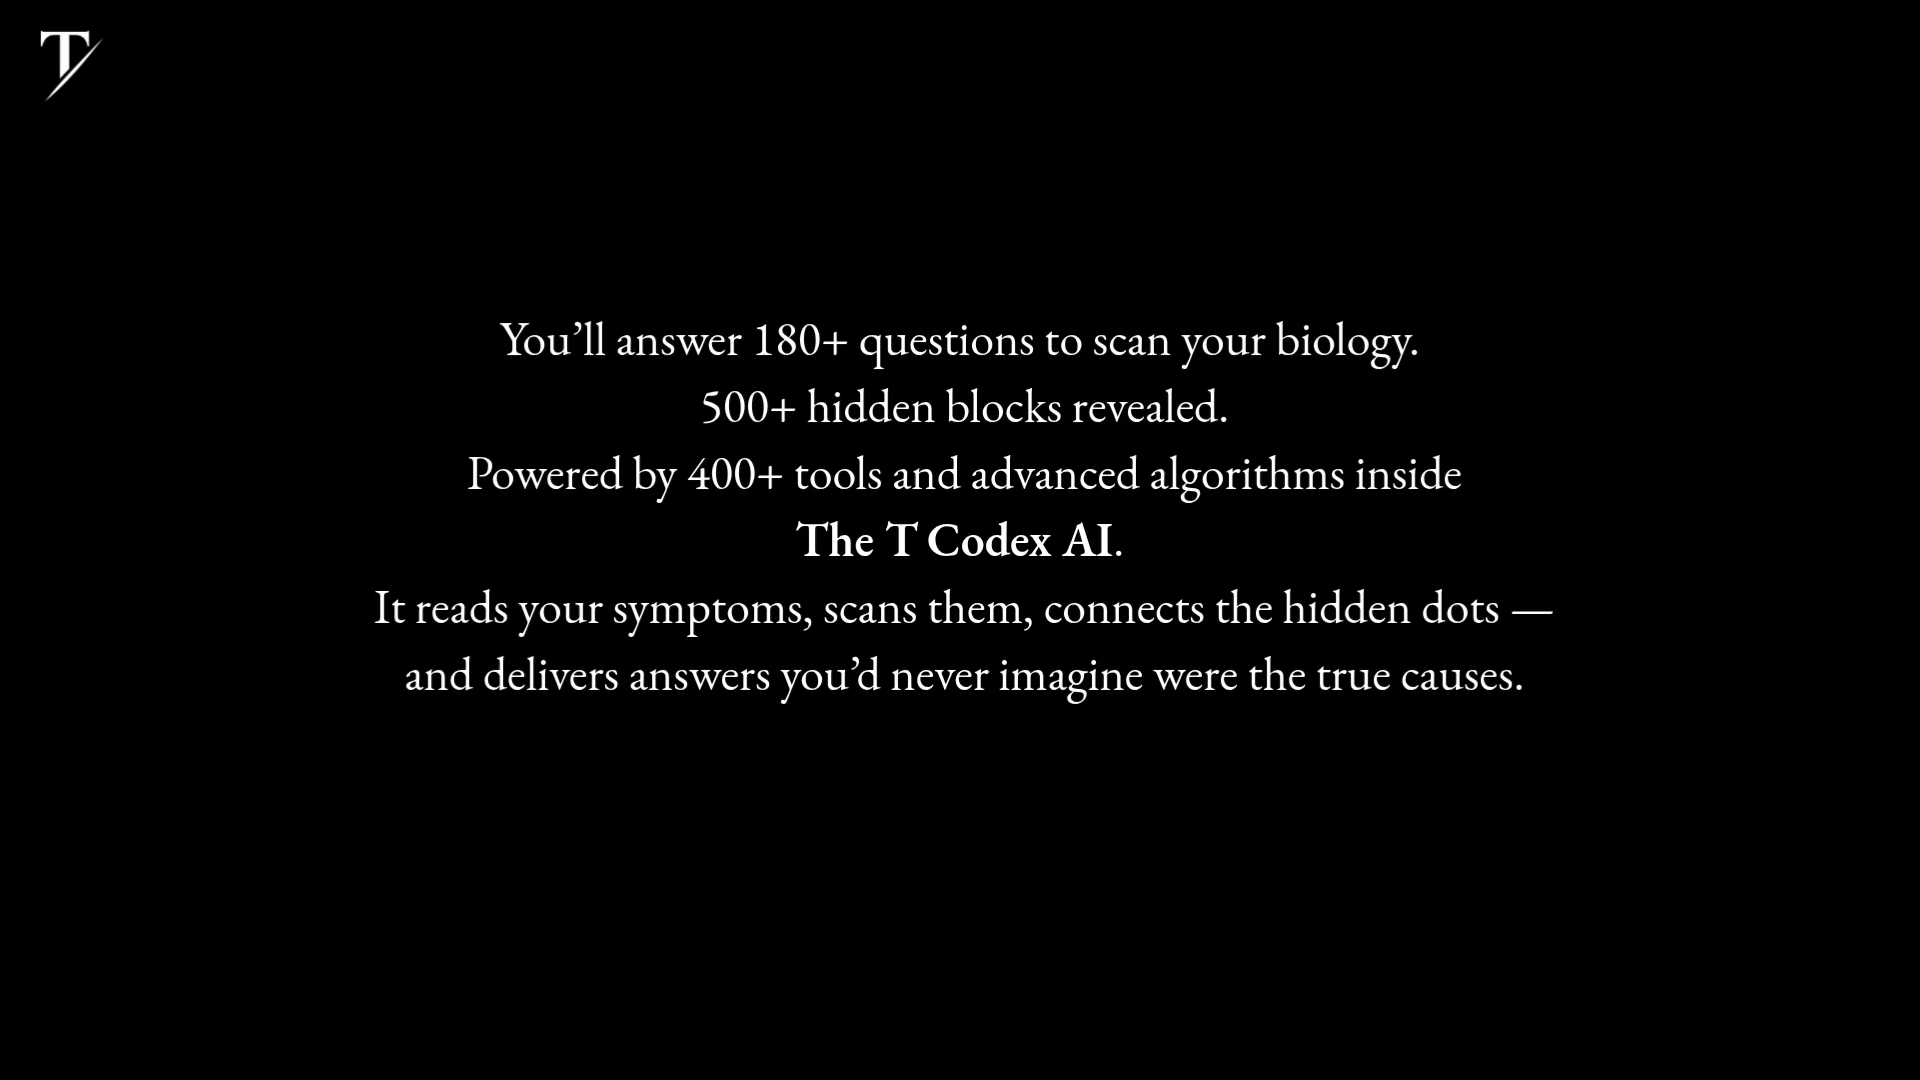 T
You’ll answer 180+ questions to scan your biology.
500+ hidden blocks revealed.
Powered by 400+ tools and advanced algorithms inside
The T Codex AI.
It reads your symptoms, scans them, connects the hidden dots —
and delivers answers you’d never imagine were the true causes.